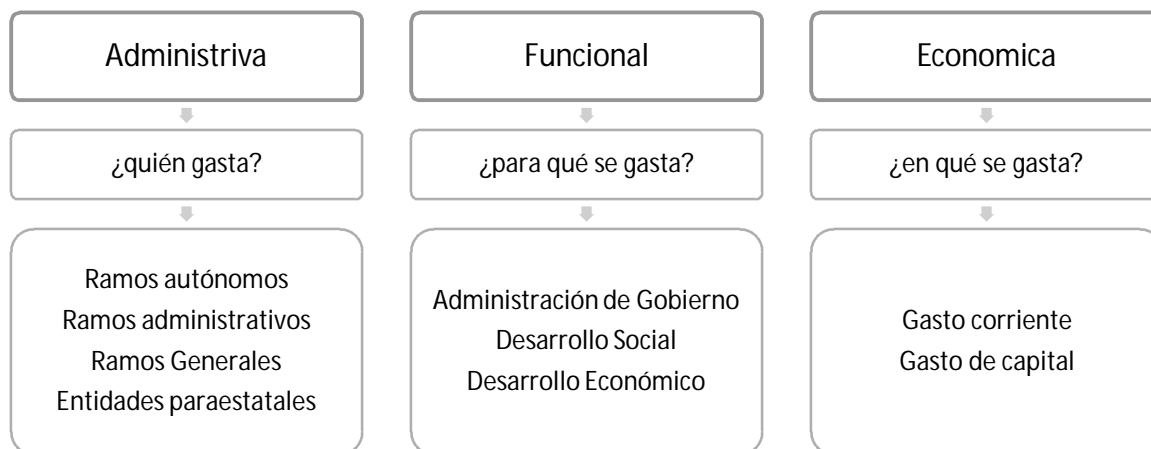 Administriva
¿quién gasta?
Ramos autónomos
Ramos administrativos
Ramos Generales
Entidades paraestatales
Funcional
¿para qué se gasta?
Administración de Gobierno
Desarrollo Social
Desarrollo Económico
Economica
¿en qué se gasta?
Gasto corriente
Gasto de capital